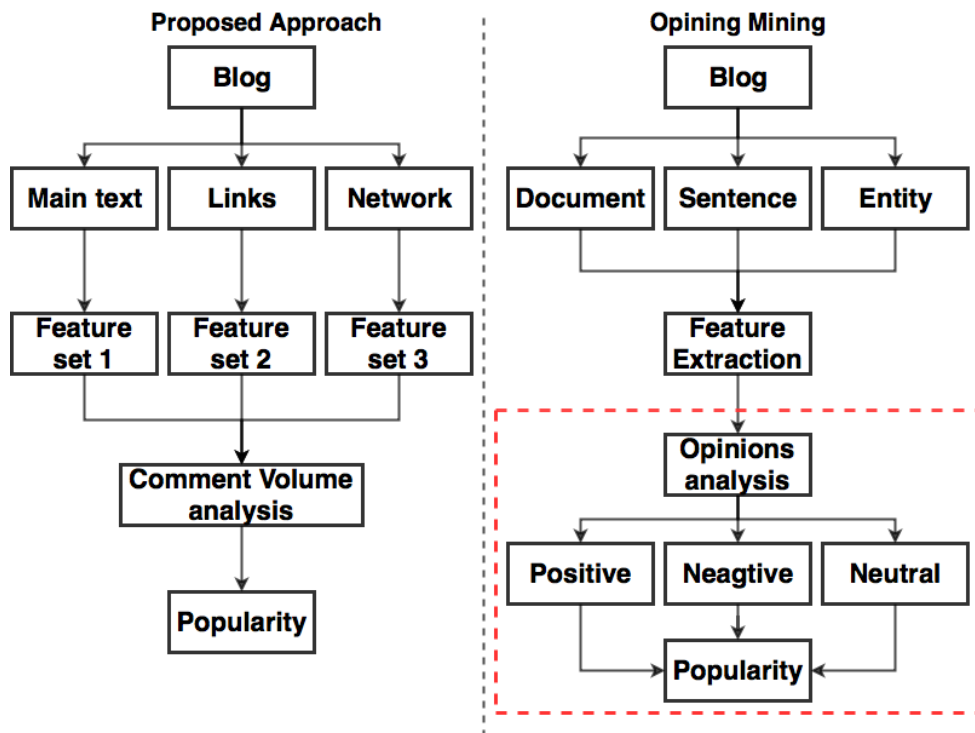 Proposed Approach
Blog
Main text
Links
Network
Feature
set 1
Feature
set 2
Feature
set 3
Comment Volume
analysis
Popularity
Opining Mining
Blog
Document
Sentence
Entity
Feature
Extraction
Opinions
analysis
Positive
Neagtive
Neutral
Popularity